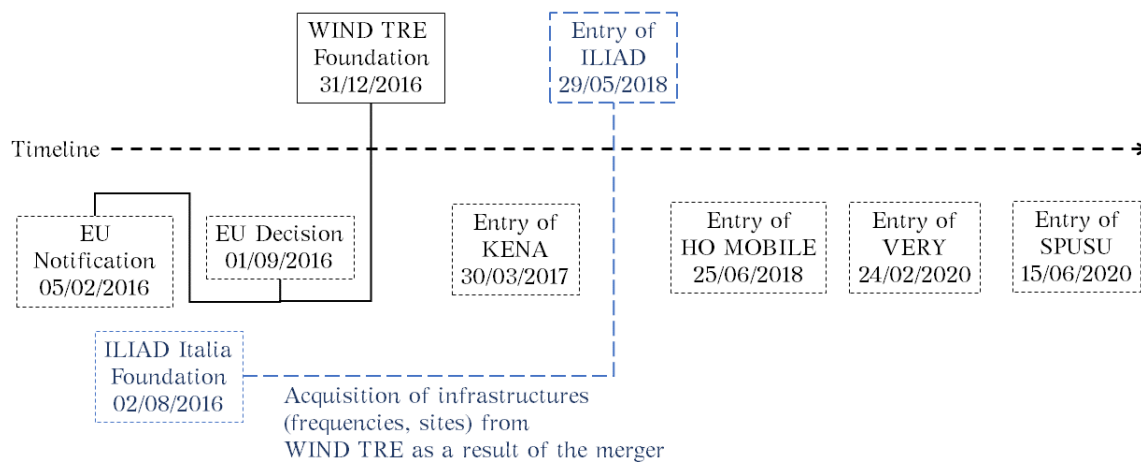 WIND TRE
Foundation
31/12/2016
Entry of
ILIAD
29/05/2018
Timeline
EU
Notification
05/02/2016
EU Decision
01/09/2016
Entry of
KENA
30/03/2017
Entry of
HO MOBILE
25/06/2018
Entry of
VERY
24/02/2020
Entry of
SPUSU
15/06/2020
ILIAD Italia
Foundation
02/08/2016
Acquisition of infrastructures
(frequencies, sites) from
WIND TRE as a result of the merger